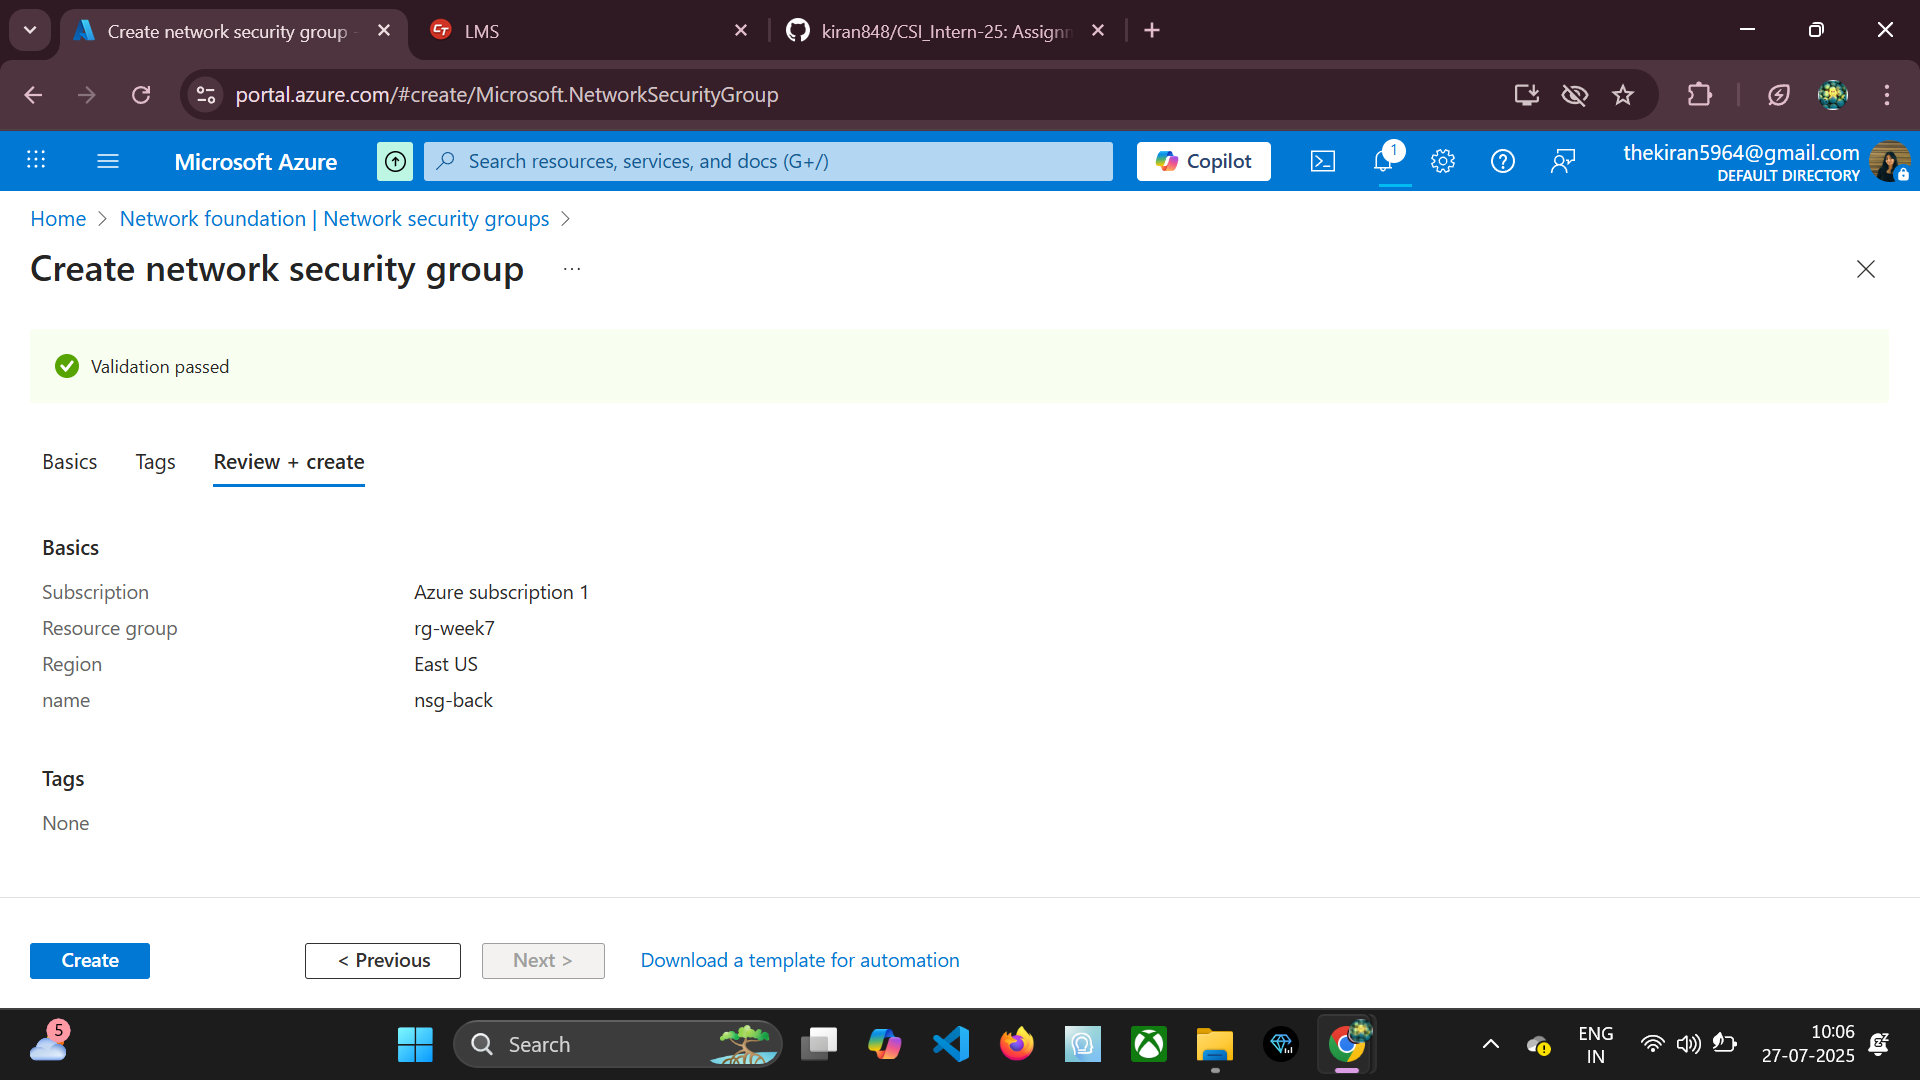 Create network security group -
LMS
kiran848/CSI_Intern-25: Assignm
portal.azure.com/#create/Microsoft.NetworkSecurityGroup
Microsoft Azure
Search resources, services, and docs (G+/)
Copilot
1
thekiran5964@gmail.com
DEFAULT DIRECTORY
Home > Network foundation | Network security groups >
Create network security group ...
Validation passed
Basics Tags Review + create
Basics
Subscription Azure subscription 1
Resource group rg-week7
Region East US
name nsg-back
Tags
None
Create < Previous Next > Download a template for automation
5
Search
ENG
IN
10:06
27-07-2025